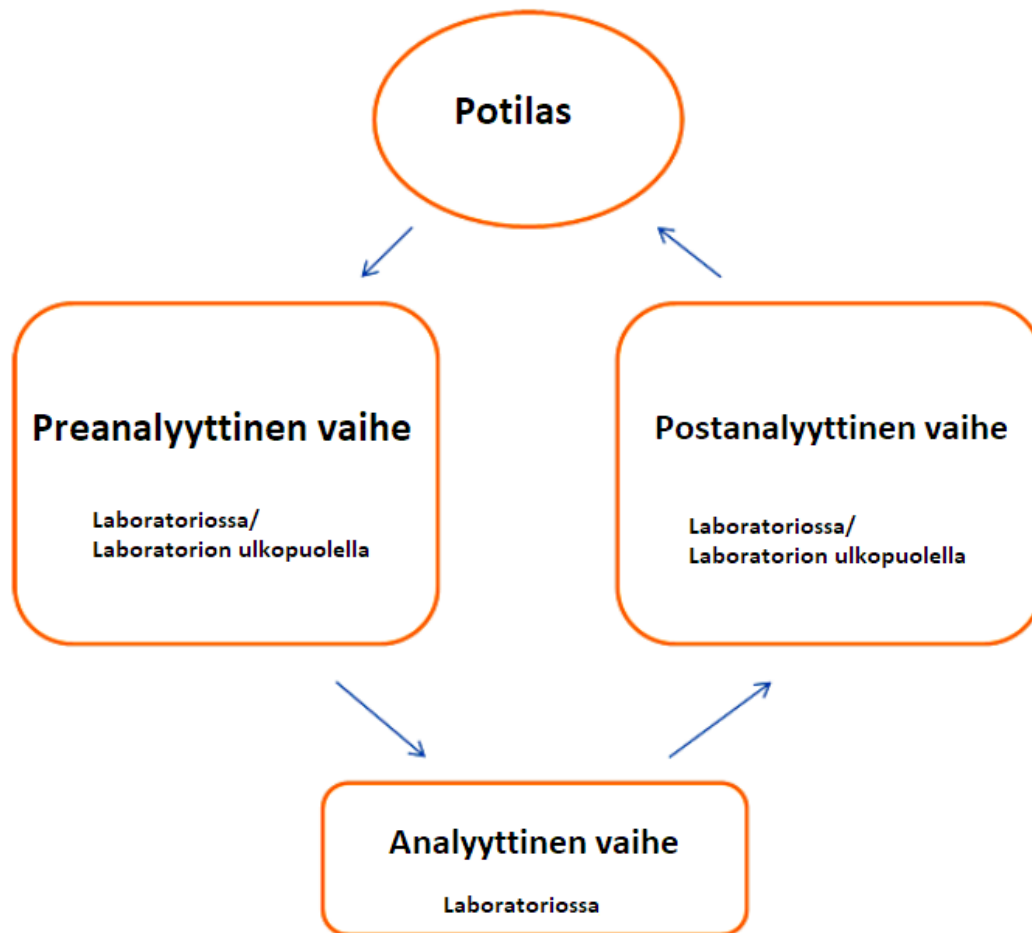 Potilas
Preanalyyttinen vaihe
Laboratoriossa/
Laboratorion ulkopuolella
Postanalyyttinen vaihe
Laboratoriossa/
Laboratorion ulkopuolella
Analyyttinen vaihe
Laboratoriossa